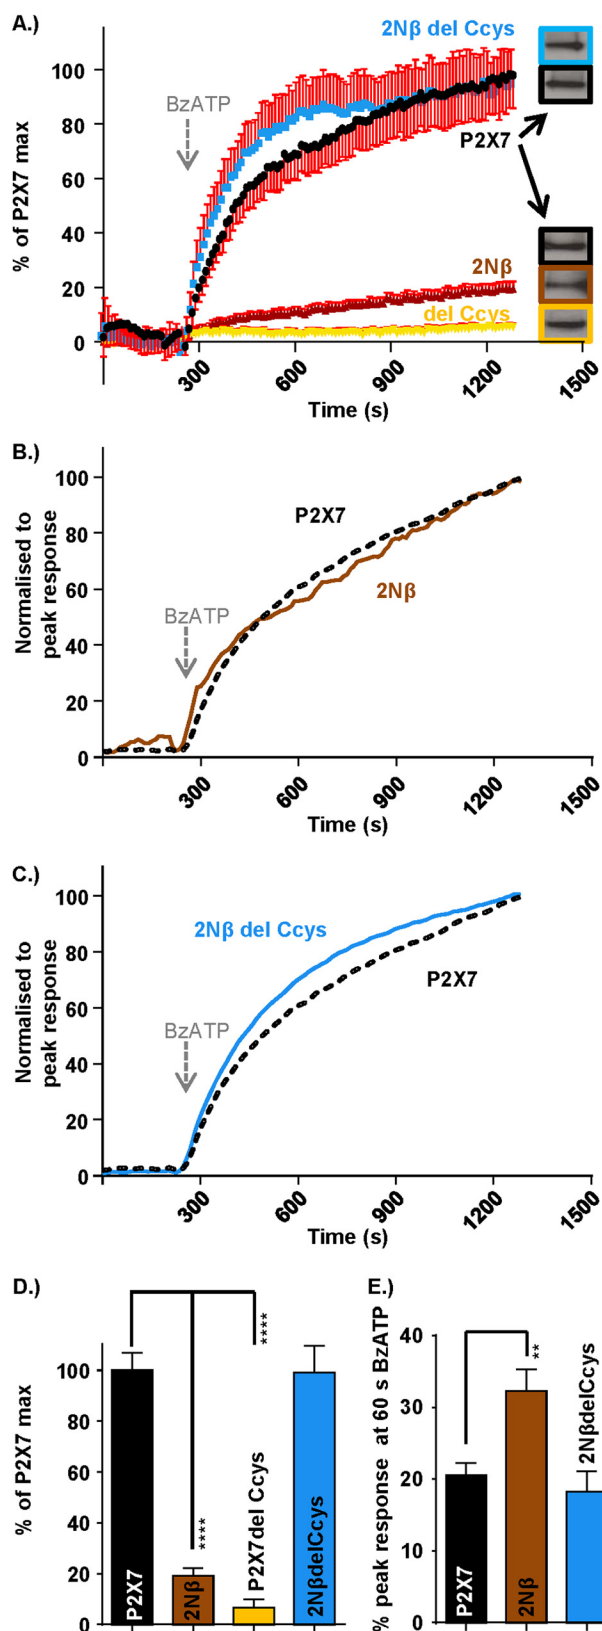 A.)
2Nβ del Ccys
100
BzATP
80
P2X7
60
% of P2X7 max
40
2Nβ
20
del Ccys
0
300
600
900
1200
1500
Time (s)
B.)
100
P2X7
80
Normalised to
peak response
60
2Nβ
BzATP
40
20
0
300
600
900
1200
1500
Time (s)
C.)
100
2Nβ del Ccys
80
P2X7
Normalised to
peak response
60
BzATP
40
20
0
300
600
900
1200
1500
Time (s)
D.)
****
100
% of P2X7 max
80
60
40
****
20
0
P2X7
2Nβ
P2X7del Ccys
2NβdelCcys
E.)
40
**
% peak response at 60 s BzATP
30
20
10
0
P2X7
2Nβ
2NβdelCcys